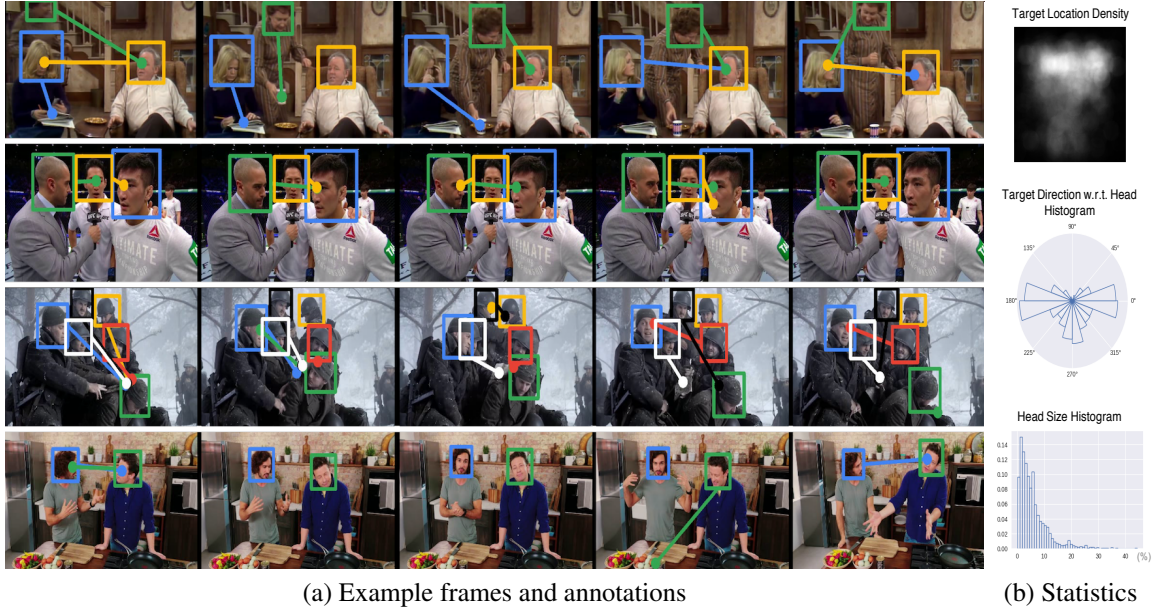 Target Location Density
Target Direction w.r.t. Head
Histogram
90°
135°
45°
180°
0°
225°
315°
270°
Head Size Histogram
0.14
0.12
0.10
0.08
0.06
0.04
0.02
0.00
0
10
20
30
40
(%)
ULTIMATE
REEBOK
(a) Example frames and annotations
(b) Statistics